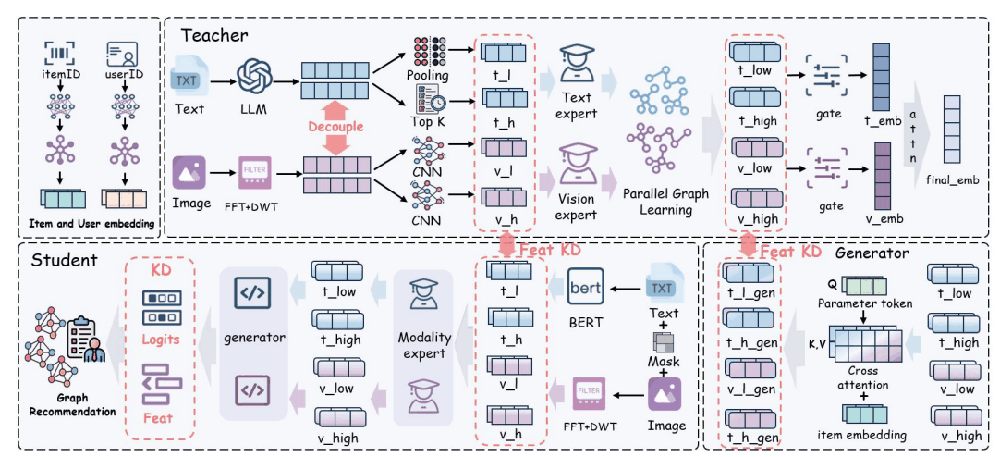 Teacher
itemID
userID
Item and User embedding
TXT
Text
LLM
Decouple
Image
FILTER
FFT+DWT
Pooling
Top K
CNN
CNN
t_l
t_h
v_l
v_h
Text
expert
Vision
expert
Parallel Graph
Learning
t_low
t_high
v_low
v_high
gate
gate
t_emb
v_emb
attn
final_emb
Feat KD
Feat KD
Student
Graph
Recommendation
KD
Logits
Feat
generator
t_low
t_high
v_low
v_high
Modality
expert
t_l
t_h
v_l
v_h
bert
BERT
FILTER
FFT+DWT
TXT
Text
+
Mask
+
Image
Generator
t_l_gen
t_h_gen
v_l_gen
t_h_gen
Q
Parameter token
K,V
Cross
attention
+
item embedding
t_low
t_high
v_low
v_high